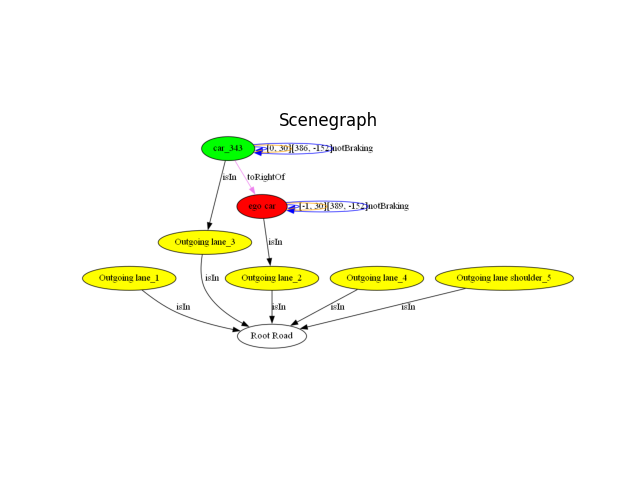 Scenegraph
car_343
[0, 30]
[386, -152]
notBraking
isIn
toRightOf
ego car
[-1, 30]
[389, -152]
notBraking
Outgoing lane_3
isIn
Outgoing lane_1
isIn
Outgoing lane_2
Outgoing lane_4
Outgoing lane shoulder_5
isIn
isIn
isIn
isIn
Root Road